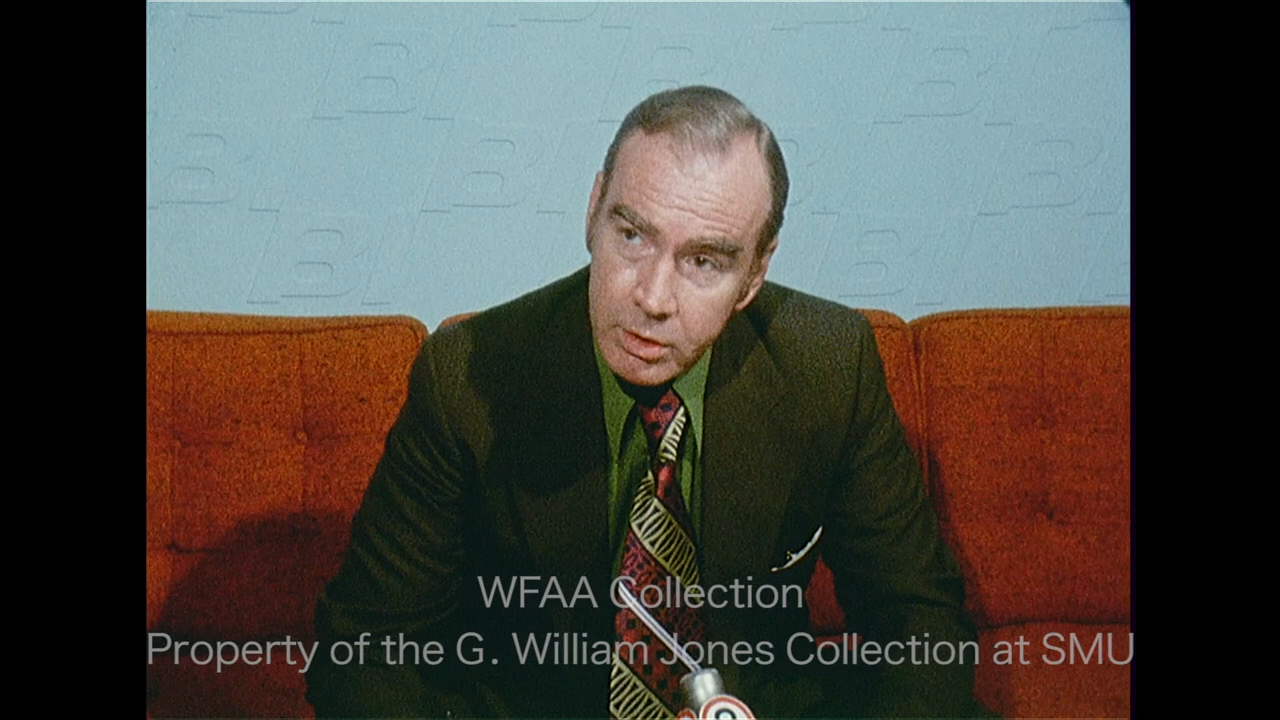 WFAA Collection
Property of the G. William Jones Collection at SMU